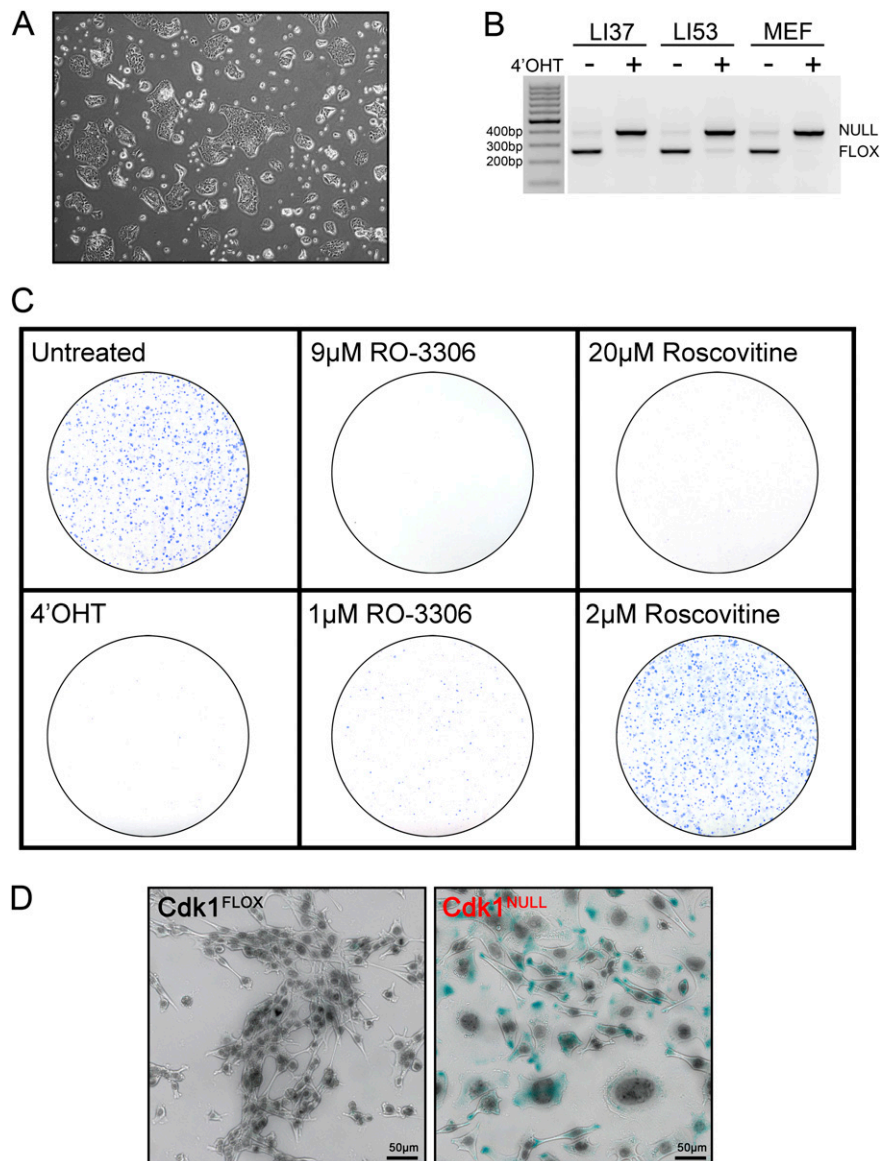 A
B
LI37 LI53 MEF
4'OHT - + - + - +
400bp
300bp
200bp
NULL
FLOX
C
Untreated
9µM RO-3306
20µM Roscovitine
4'OHT
1µM RO-3306
2µM Roscovitine
D
Cdk1FLOX
50µm
Cdk1NULL
50µm